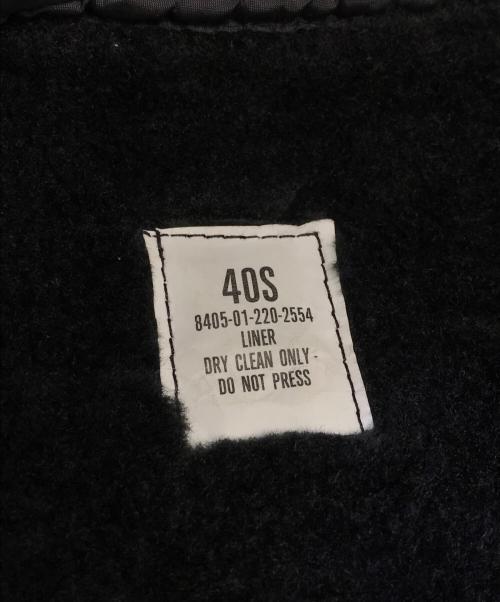 40S
8405-01-220-2554
LINER
DRY CLEAN ONLY-
DO NOT PRESS